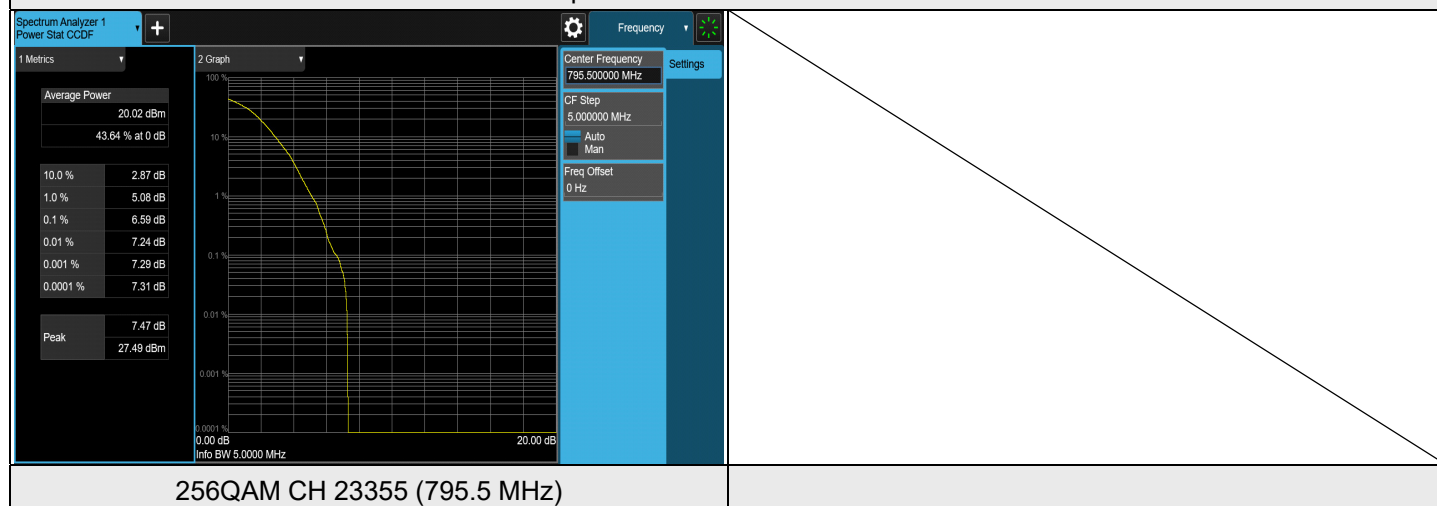 Spectrum Analyzer 1
Power Stat CCDF
+
Frequency
1 Metrics
2 Graph
Center Frequency
795.500000 MHz
Settings
CF Step
5.000000 MHz
Auto
Man
Freq Offset
0 Hz
Average Power
20.02 dBm
43.64 % at 0 dB
10.0 % 2.87 dB
1.0 % 5.08 dB
0.1 % 6.59 dB
0.01 % 7.24 dB
0.001 % 7.29 dB
0.0001 % 7.31 dB
Peak 7.47 dB
27.49 dBm
100 %
10 %
1 %
0.1 %
0.01 %
0.001 %
0.0001 %
0.00 dB 20.00 dB
Info BW 5.0000 MHz
256QAM CH 23355 (795.5 MHz)